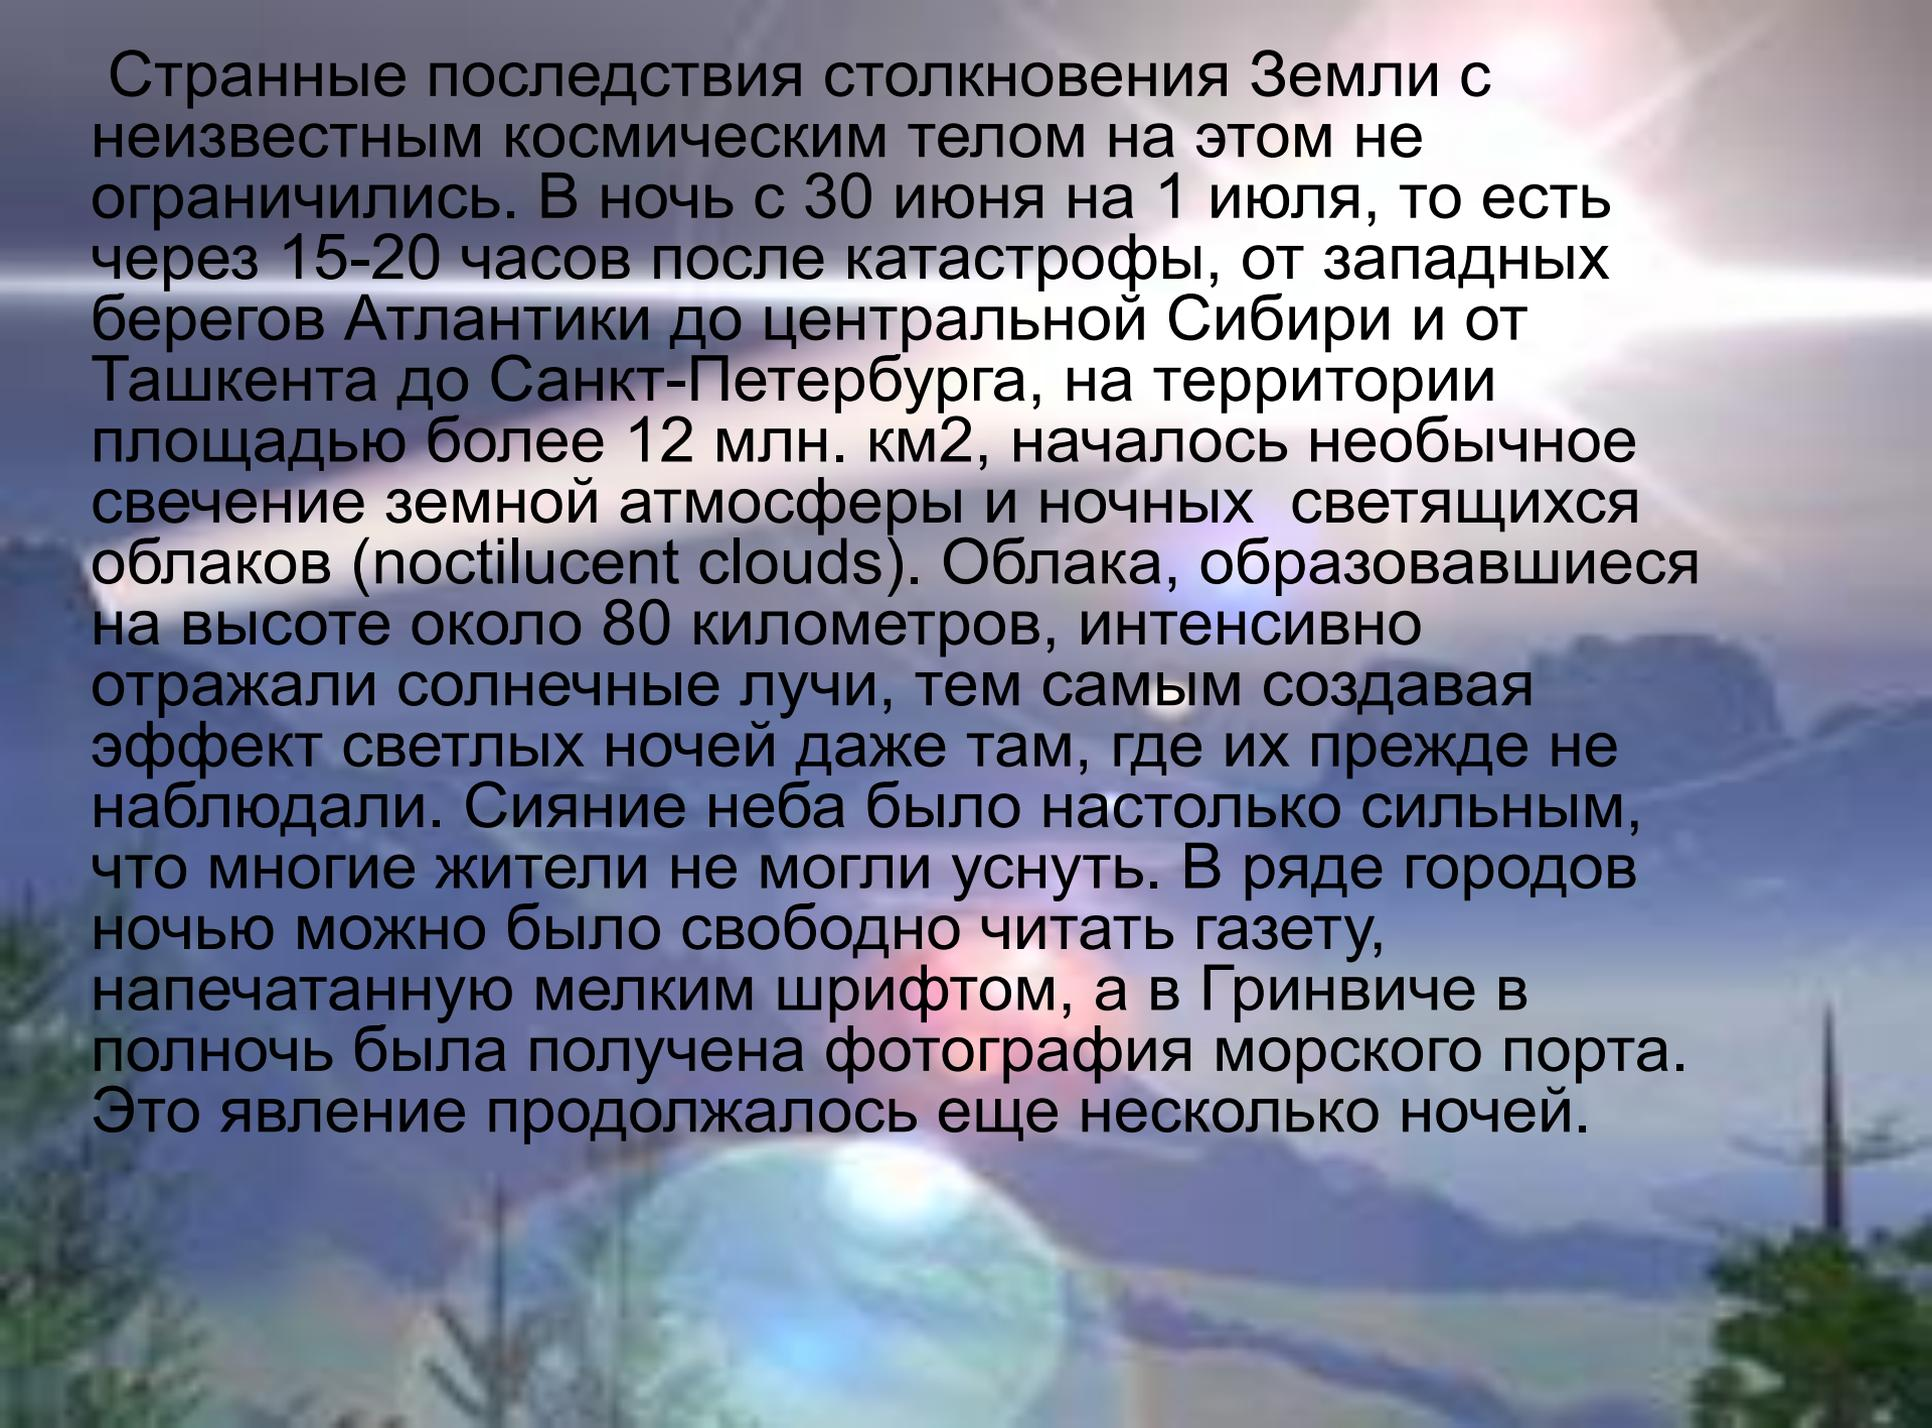 Странные последствия столкновения Земли с
неизвестным космическим телом на этом не
ограничились. В ночь с 30 июня на 1 июля, то есть
через 15-20 часов после катастрофы, от западных
берегов Атлантики до центральной Сибири и от
Ташкента до Санкт-Петербурга, на территории
площадью более 12 млн. км2, началось необычное
свечение земной атмосферы и ночных  светящихся
облаков (noctilucent clouds). Облака, образовавшиеся
на высоте около 80 километров, интенсивно
отражали солнечные лучи, тем самым создавая
эффект светлых ночей даже там, где их прежде не
наблюдали. Сияние неба было настолько сильным,
что многие жители не могли уснуть. В ряде городов
ночью можно было свободно читать газету,
напечатанную мелким шрифтом, а в Гринвиче в
полночь была получена фотография морского порта.
Это явление продолжалось еще несколько ночей.